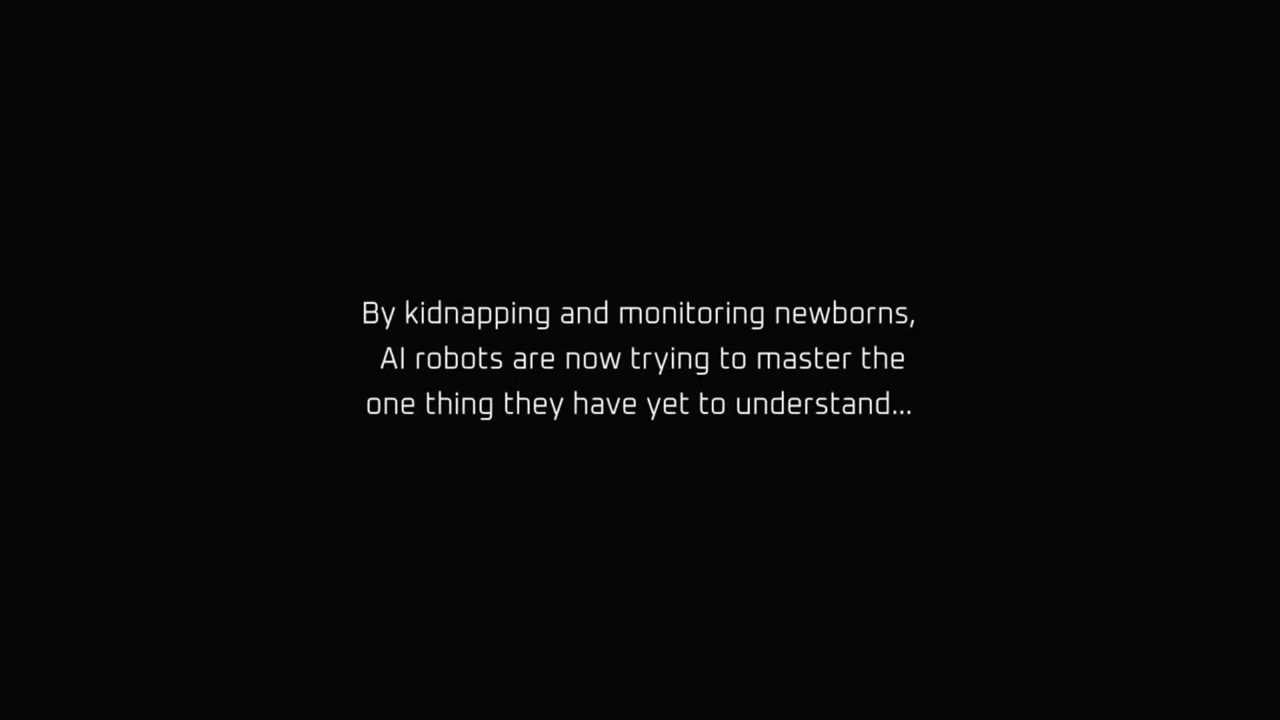 By kidnapping and monitoring newborns,
AI robots are now trying to master the
one thing they have yet to understand...